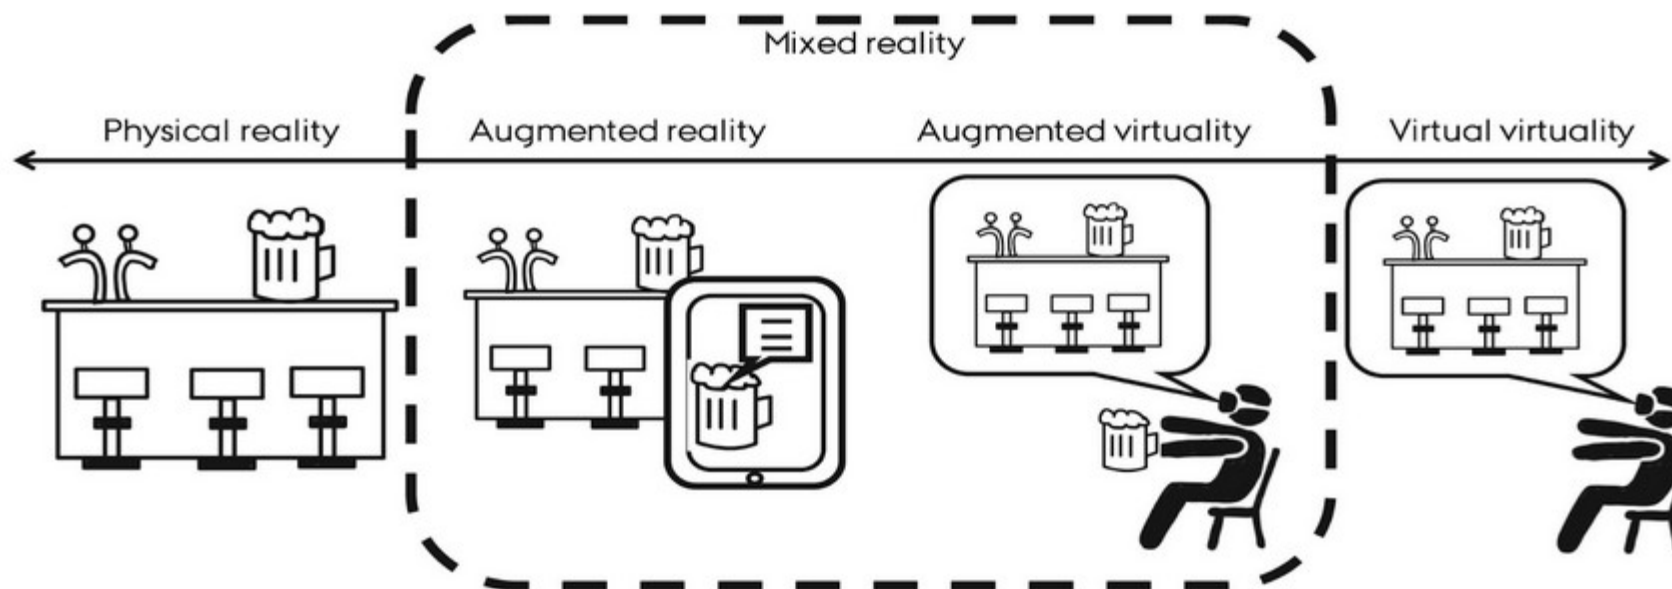 Mixed reality
Physical reality
Augmented reality
Augmented virtuality
Virtual virtuality